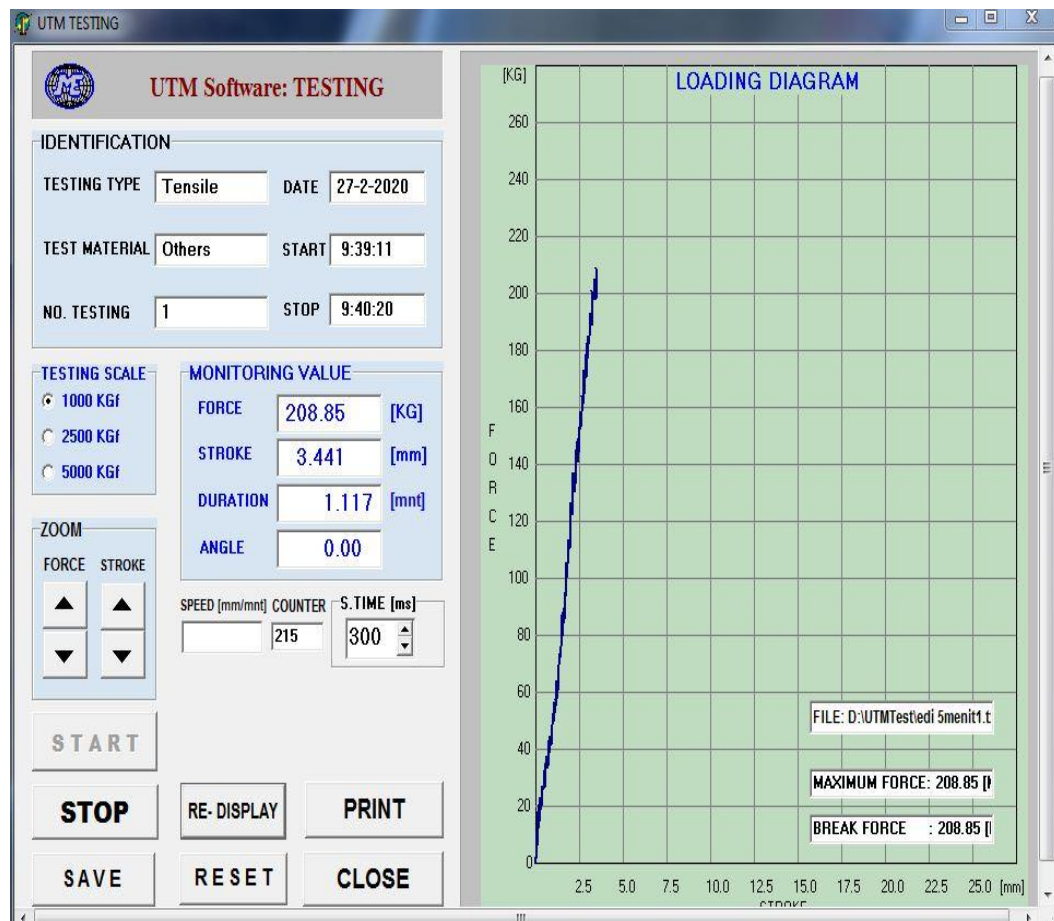 UTM TESTING
ME
UTM Software: TESTING
IDENTIFICATION
TESTING TYPE Tensile DATE 27-2-2020
TEST MATERIAL Others START 9:39:11
NO. TESTING 1 STOP 9:40:20
TESTING SCALE
1000 KGf
2500 KGf
5000 KGf
MONITORING VALUE
FORCE 208.85 [KG]
STROKE 3.441 [mm]
DURATION 1.117 [mnt]
ANGLE 0.00
ZOOM
FORCE STROKE
SPEED [mm/mnt] COUNTER S.TIME [ms]
215 300
START
STOP RE- DISPLAY PRINT
SAVE RESET CLOSE
LOADING DIAGRAM
[KG]
260
240
220
200
180
160
140
120
100
80
60
40
20
0
FORCE
2.5 5.0 7.5 10.0 12.5 15.0 17.5 20.0 22.5 25.0 [mm]
STROKE
FILE: D:\UTMTest\edi 5menit1.t
MAXIMUM FORCE: 208.85 [
BREAK FORCE : 208.85 [